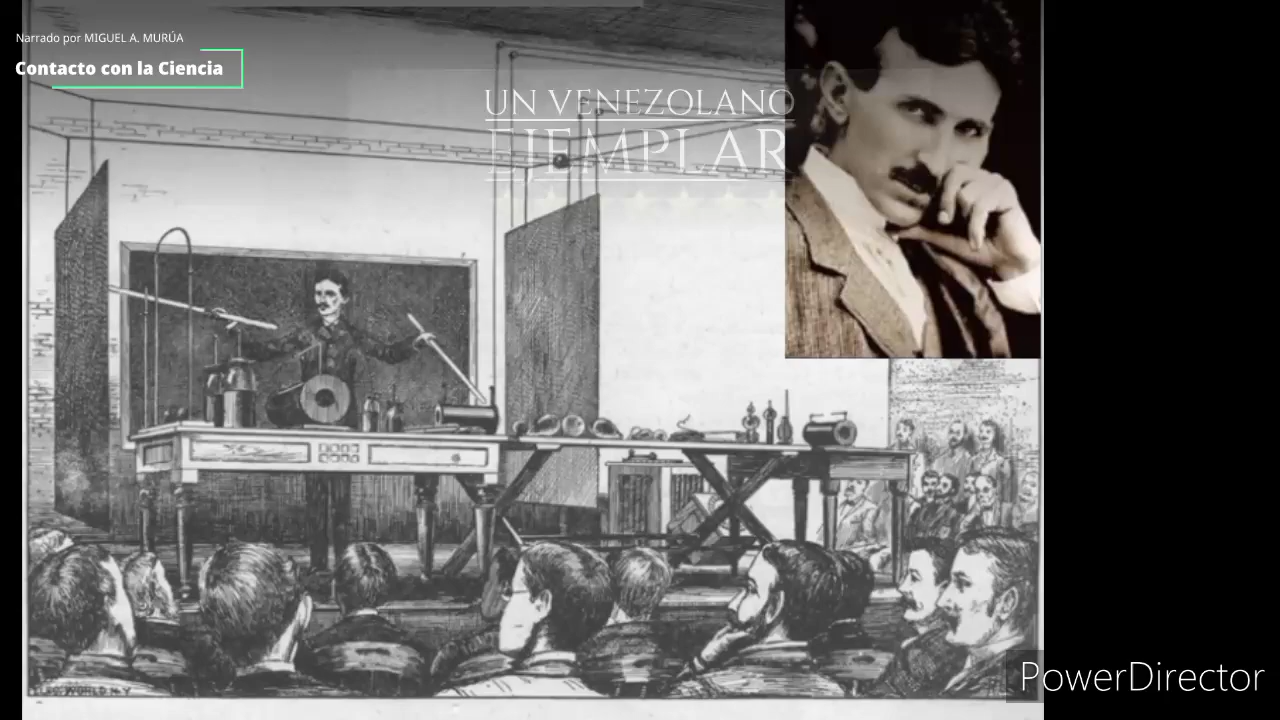 Narrado por MIGUEL A. MURÚA
Contacto con la Ciencia
UN VENEZOLANO
EJEMPLAR
PowerDirector